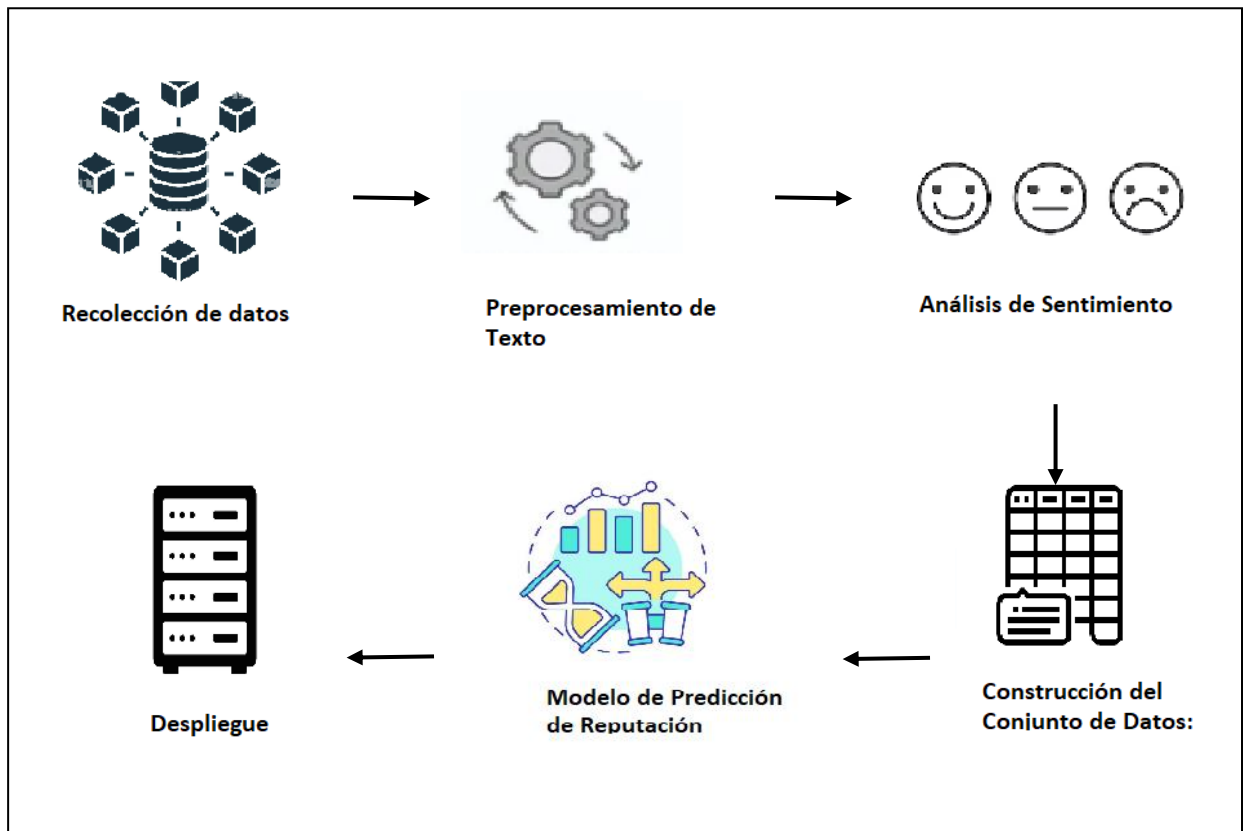 Recolección de datos
Preprocesamiento de
Texto
Análisis de Sentimiento
Despliegue
Modelo de Predicción
de Reputación
Construcción del
Conjunto de Datos: